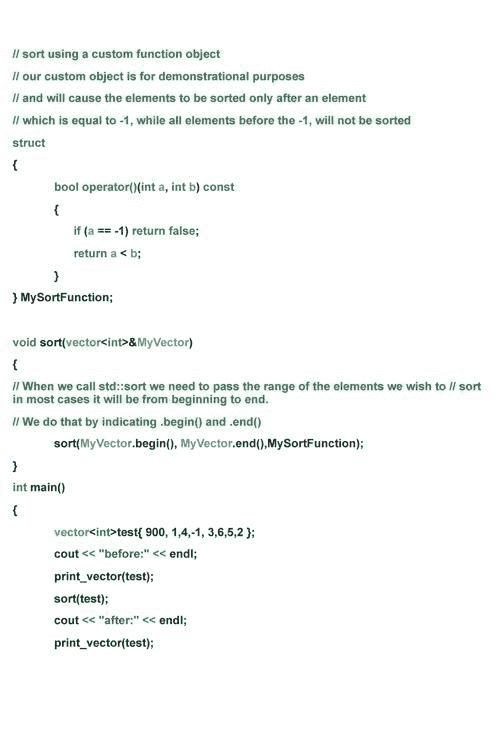 // sort using a custom function object
// our custom object is for demonstrational purposes
// and will cause the elements to be sorted only after an element
// which is equal to -1, while all elements before the -1, will not be sorted
struct
{
bool operator()(int a, int b) const
{
if (a == -1) return false;
return a < b;
}
} MySortFunction;
void sort(vector<int>&MyVector)
{
// When we call std::sort we need to pass the range of the elements we wish to // sort
in most cases it will be from beginning to end.
// We do that by indicating .begin() and .end()
sort(MyVector.begin(), MyVector.end(),MySortFunction);
}
int main()
{
vector<int>test{ 900, 1,4,-1, 3,6,5,2 };
cout << "before:" << endl;
print_vector(test);
sort(test);
cout << "after:" << endl;
print_vector(test);